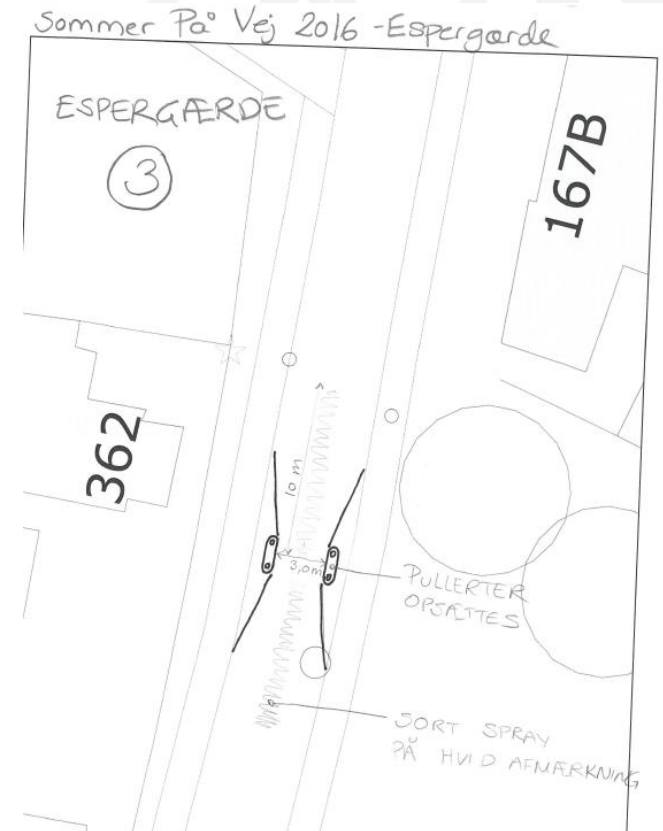 Sommer På Vej 2016 - Espergærde
ESPERGÆRDE
3
167B
362
10 m
3,0m
PULLERTER
OPSÆTTES
SORT SPRAY
PÅ HVID AFMÆRKNING